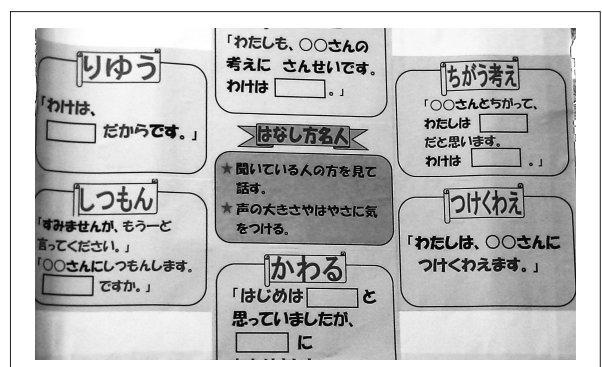 りゆう
「わけは、
だからです。」
しつもん
「すみませんが、もう一と
言ってください。」
「○○さんにしつもんします。
ですか。」
「わたしも、○○さんの
考えに さんせいです。
わけは 。」
はなし方名人
★聞いている人の方を見て
話す。
★声の大きさやはやさに気
をつける。
かわる
「はじめは と
思っていましたが、
に
ちがう考え
「○○さんとちがって、
わたしは
だと思います。
わけは 。」
つけくわえ
「わたしは、○○さんに
つけくわえます。」